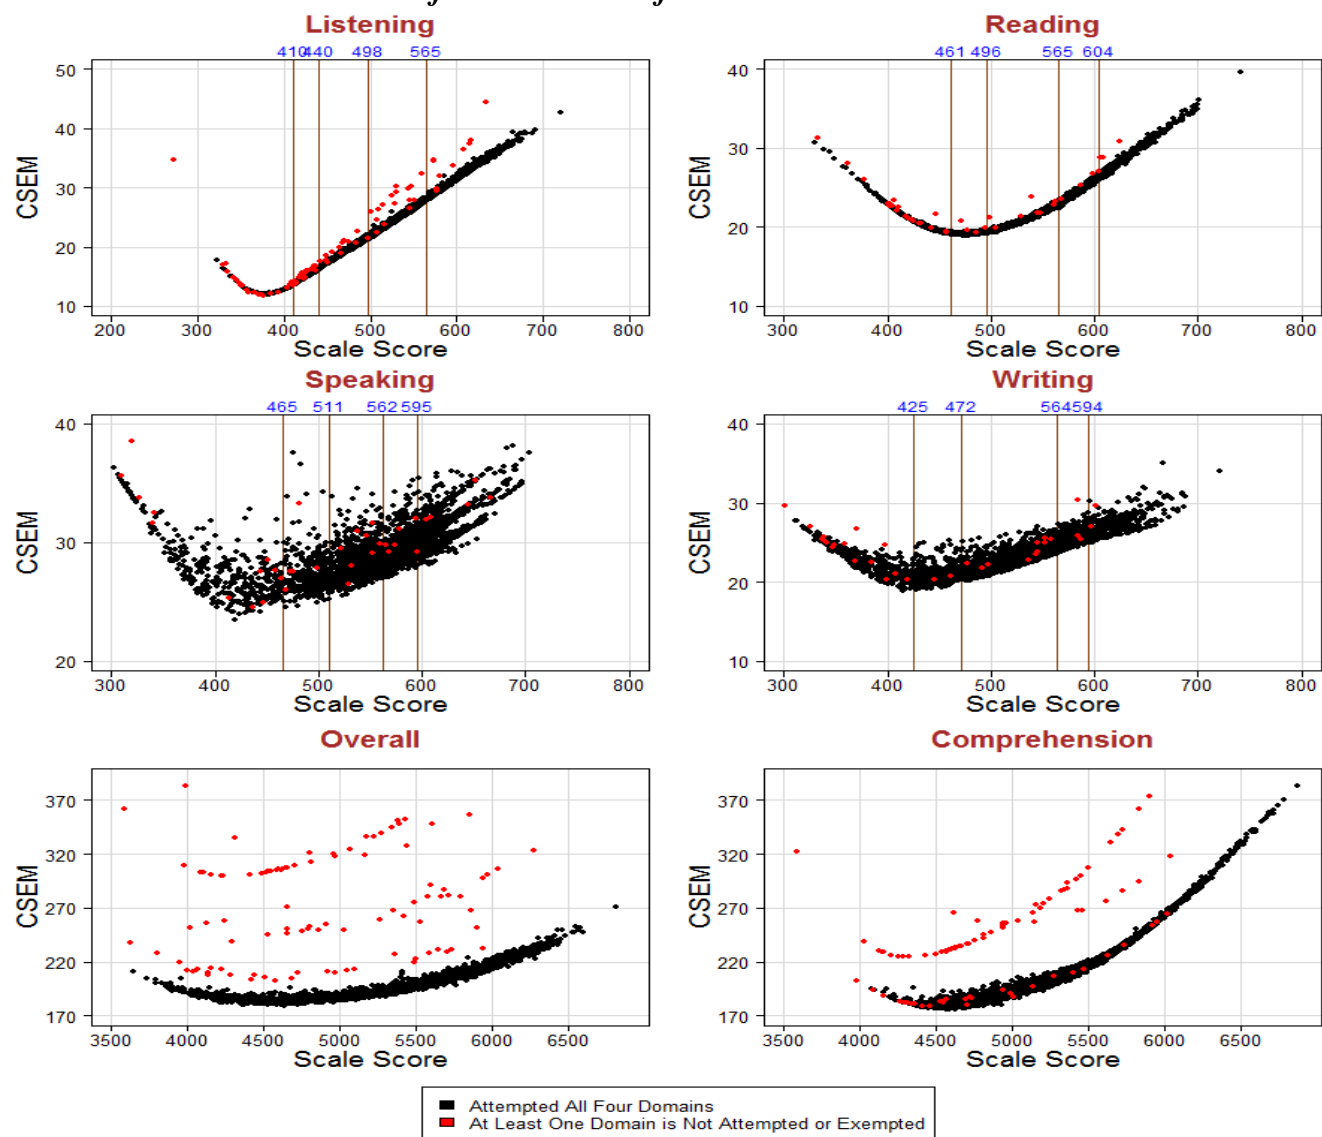 Listening
410 440 498 565
50
40
30
20
10
CSEM
200 300 400 500 600 700 800
Scale Score
Reading
461 496 565 604
40
30
20
10
CSEM
300 400 500 600 700 800
Scale Score
Speaking
465 511 562 595
40
30
20
CSEM
300 400 500 600 700 800
Scale Score
Writing
425 472 564 594
40
30
20
10
CSEM
300 400 500 600 700 800
Scale Score
Overall
370
320
270
220
170
CSEM
3500 4000 4500 5000 5500 6000 6500
Scale Score
Comprehension
370
320
270
220
170
CSEM
3500 4000 4500 5000 5500 6000 6500
Scale Score
Attempted All Four Domains
At Least One Domain is Not Attempted or Exempted